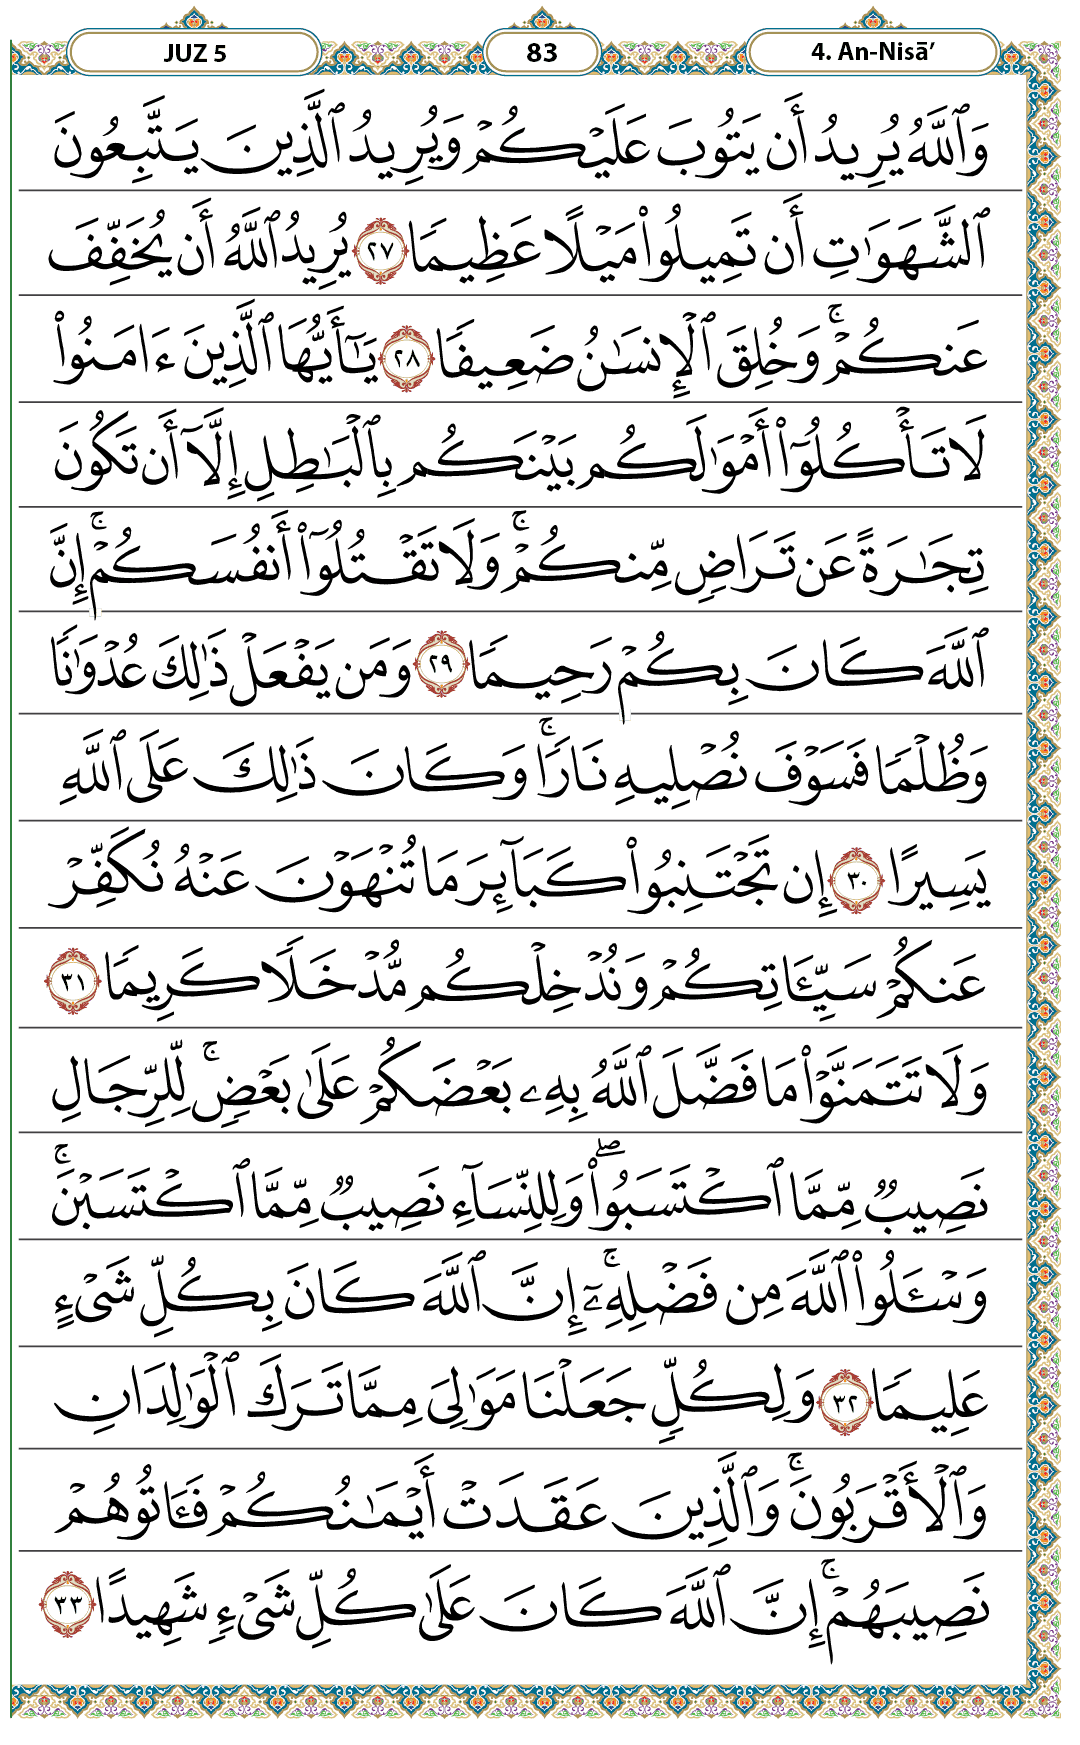 JUZ 5
83
4. An-Nisā’
وَٱللَّهُ يُرِيدُ أَن يَتُوبَ عَلَيْكُمْ وَيُرِيدُ ٱلَّذِينَ يَتَّبِعُونَ
ٱلشَّهَوَٰتِ أَن تَمِيلُوا۟ مَيْلًا عَظِيمًا ٢٧ يُرِيدُ ٱللَّهُ أَن يُخَفِّفَ
عَنكُمْ ۚ وَخُلِقَ ٱلْإِنسَٰنُ ضَعِيفًا ٢٨ يَٰٓأَيُّهَا ٱلَّذِينَ ءَامَنُوا۟
لَا تَأْكُلُوٓا۟ أَمْوَٰلَكُم بَيْنَكُم بِٱلْبَٰطِلِ إِلَّآ أَن تَكُونَ
تِجَٰرَةً عَن تَرَاضٍ مِّنكُمْ ۚ وَلَا تَقْتُلُوٓا۟ أَنفُسَكُمْ ۚ إِنَّ
ٱللَّهَ كَانَ بِكُمْ رَحِيمًا ٢٩ وَمَن يَفْعَلْ ذَٰلِكَ عُدْوَٰنًا
وَظُلْمًا فَسَوْفَ نُصْلِيهِ نَارًا ۚ وَكَانَ ذَٰلِكَ عَلَى ٱللَّهِ
يَسِيرًا ٣٠ إِن تَجْتَنِبُوا۟ كَبَآئِرَ مَا تُنْهَوْنَ عَنْهُ نُكَفِّرْ
عَنكُمْ سَيِّـَٔاتِكُمْ وَنُدْخِلْكُم مُّدْخَلًا كَرِيمًا ٣١
وَلَا تَتَمَنَّوْا۟ مَا فَضَّلَ ٱللَّهُ بِهِۦ بَعْضَكُمْ عَلَىٰ بَعْضٍ ۚ لِّلرِّجَالِ
نَصِيبٌ مِّمَّا ٱكْتَسَبُوا۟ ۖ وَلِلنِّسَآءِ نَصِيبٌ مِّمَّا ٱكْتَسَبْنَ ۚ
وَسْـَٔلُوا۟ ٱللَّهَ مِن فَضْلِهِۦٓ ۚ إِنَّ ٱللَّهَ كَانَ بِكُلِّ شَىْءٍ
عَلِيمًا ٣٢ وَلِكُلٍّ جَعَلْنَا مَوَٰلِىَ مِمَّا تَرَكَ ٱلْوَٰلِدَانِ
وَٱلْأَقْرَبُونَ ۚ وَٱلَّذِينَ عَقَدَتْ أَيْمَٰنُكُمْ فَـَٔاتُوهُمْ
نَصِيبَهُمْ ۚ إِنَّ ٱللَّهَ كَانَ عَلَىٰ كُلِّ شَىْءٍ شَهِيدًا ٣٣